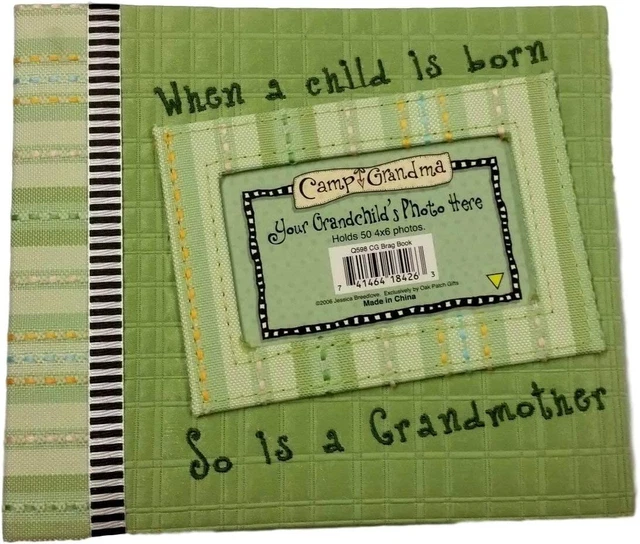 When a child is born
Camp Grandma
Your Grandchild's Photo Here
Holds 50 4x6 photos.
Q598 CG Brag Book
7 41464 18426 3
©2006 Jessica Breedlove. Exclusively by Oak Patch Gifts
Made in China
So is a Grandmother